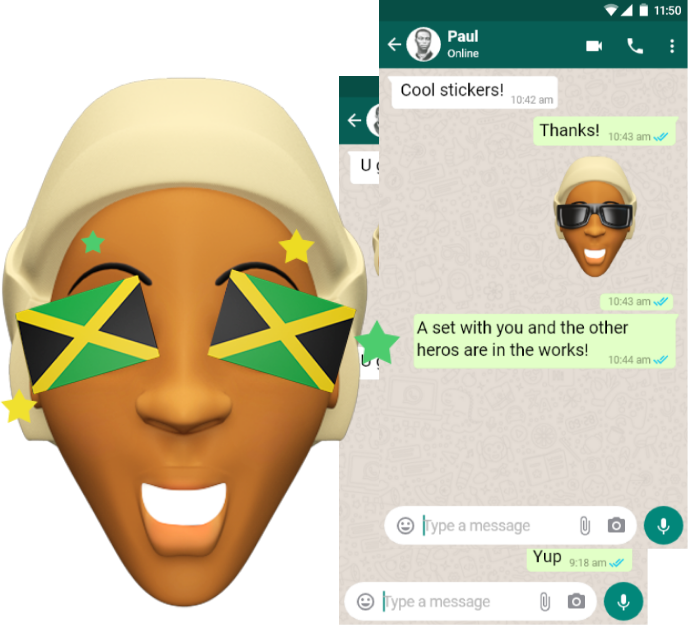 11:50
Paul
Online
Cool stickers!
10:42 am
Thanks!
10:43 am
U
10:43 am
A set with you and the other
heros are in the works!
10:44 am
U
Type a message
Yup
9:18 am
Type a message